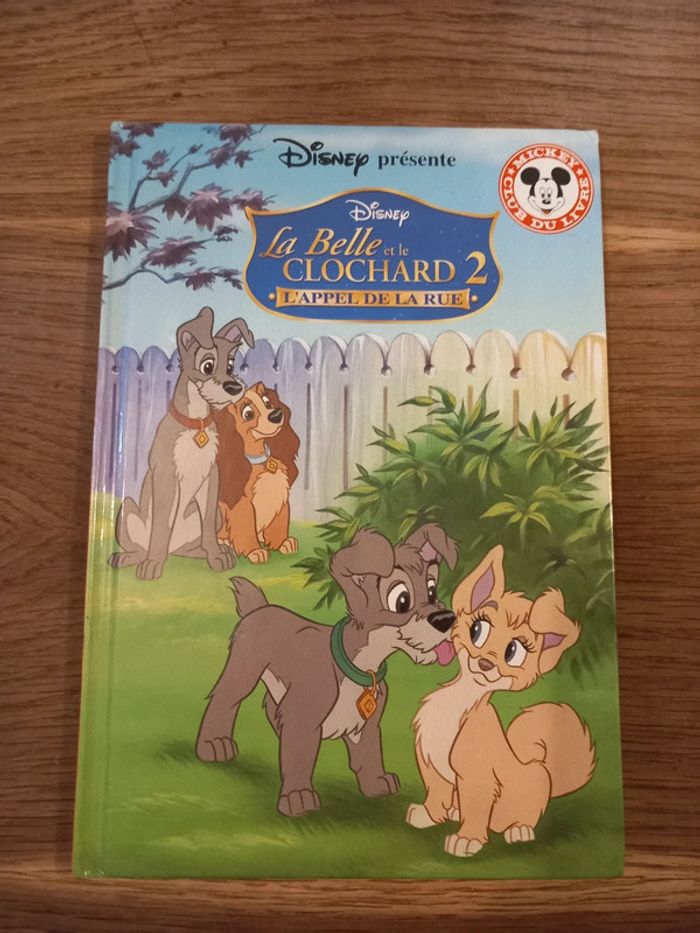 Disney présente
MICKEY
CLUB DU LIVRE
Disney
La Belle et le
CLOCHARD 2
L'APPEL DE LA RUE